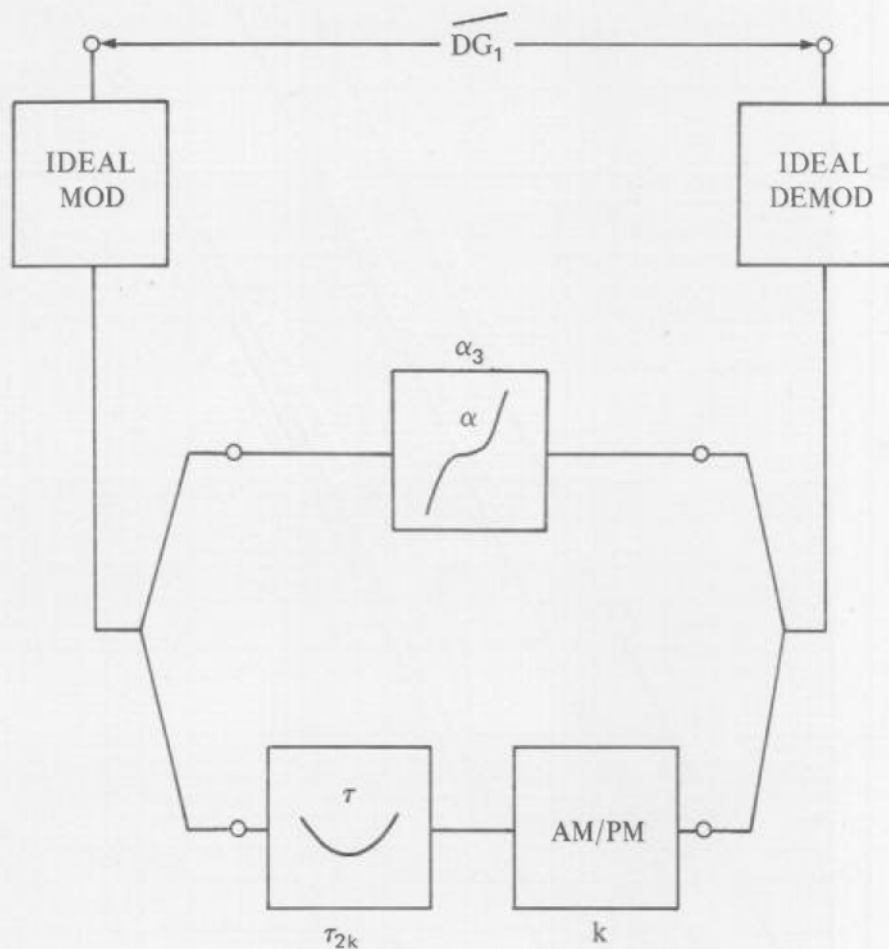 DG₁
IDEAL
MOD
IDEAL
DEMOD
α₃
α
τ
AM/PM
τ₂ₖ
k